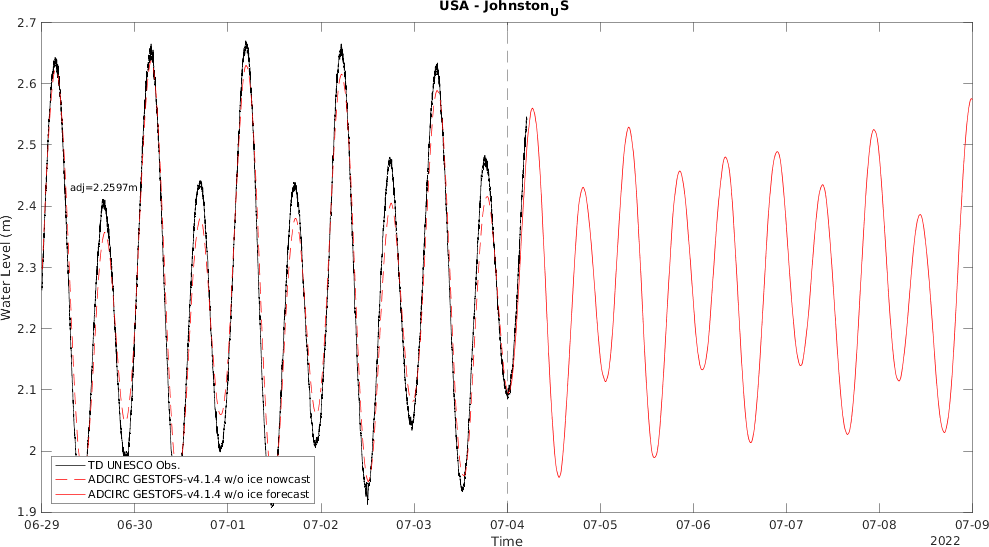 USA - Johnston_US
2.7
2.6
2.5
2.4
2.3
2.2
2.1
2
1.9
Water Level (m)
adj=2.2597m
TD UNESCO Obs.
ADCIRC GESTOFS-v4.1.4 w/o ice nowcast
ADCIRC GESTOFS-v4.1.4 w/o ice forecast
06-29 06-30 07-01 07-02 07-03 07-04 07-05 07-06 07-07 07-08 07-09
Time
2022